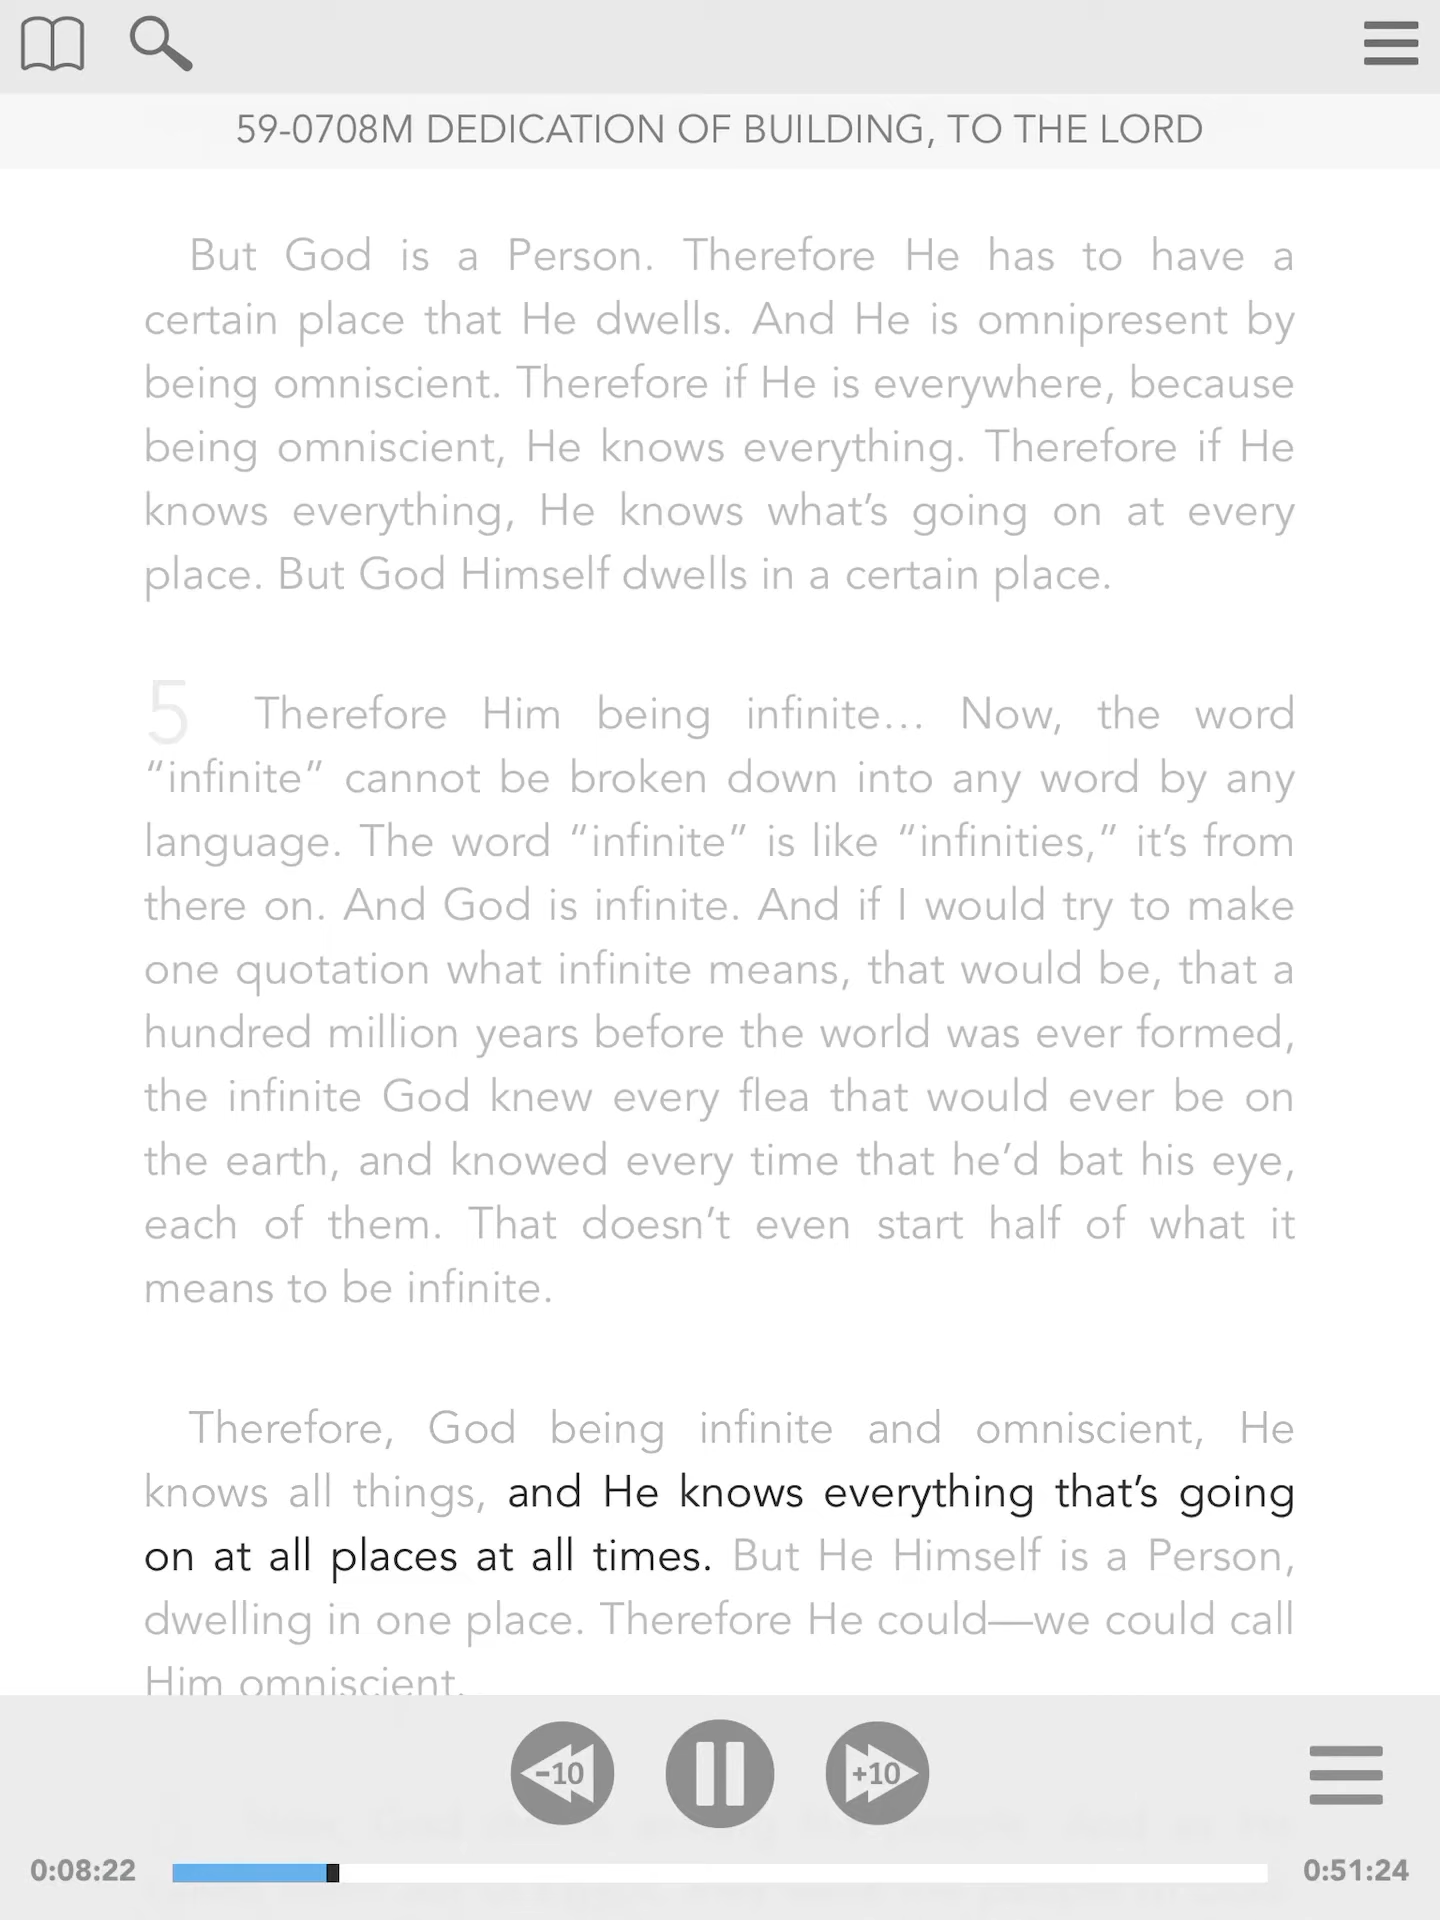 59-0708M DEDICATION OF BUILDING, TO THE LORD
But God is a Person. Therefore He has to have a
certain place that He dwells. And He is omnipresent by
being omniscient. Therefore if He is everywhere, because
being omniscient, He knows everything. Therefore if He
knows everything, He knows what’s going on at every
place. But God Himself dwells in a certain place.
5 Therefore Him being infinite… Now, the word
“infinite” cannot be broken down into any word by any
language. The word “infinite” is like “infinities,” it’s from
there on. And God is infinite. And if I would try to make
one quotation what infinite means, that would be, that a
hundred million years before the world was ever formed,
the infinite God knew every flea that would ever be on
the earth, and knowed every time that he’d bat his eye,
each of them. That doesn’t even start half of what it
means to be infinite.
Therefore, God being infinite and omniscient, He
knows all things, and He knows everything that’s going
on at all places at all times. But He Himself is a Person,
dwelling in one place. Therefore He could—we could call
Him omniscient.
-10 +10
0:08:22 0:51:24